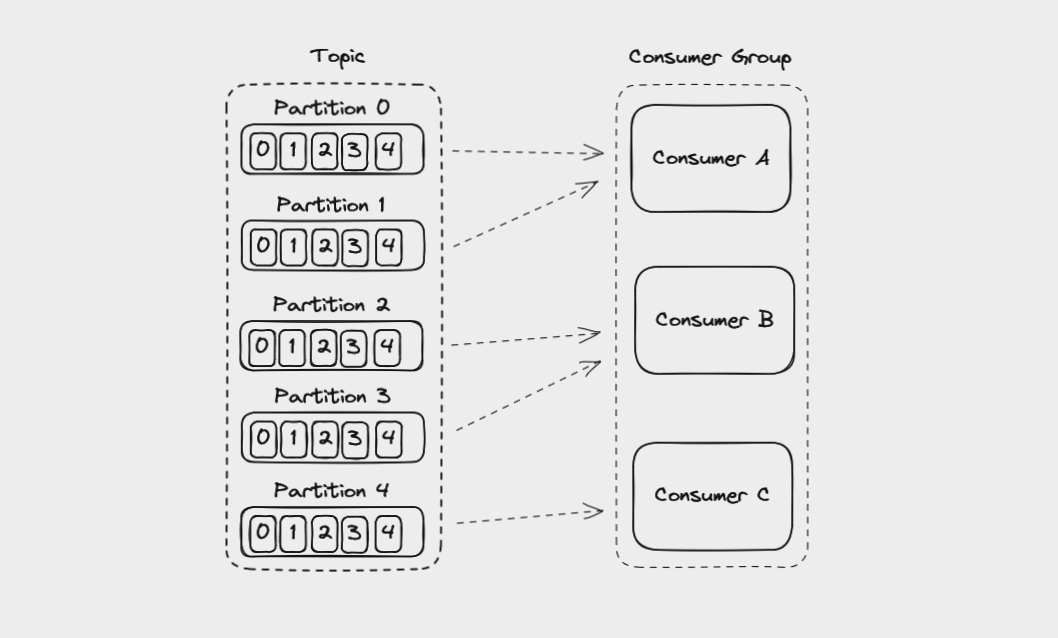 Topic
Partition 0
0 1 2 3 4
Partition 1
0 1 2 3 4
Partition 2
0 1 2 3 4
Partition 3
0 1 2 3 4
Partition 4
0 1 2 3 4
Consumer Group
Consumer A
Consumer B
Consumer C